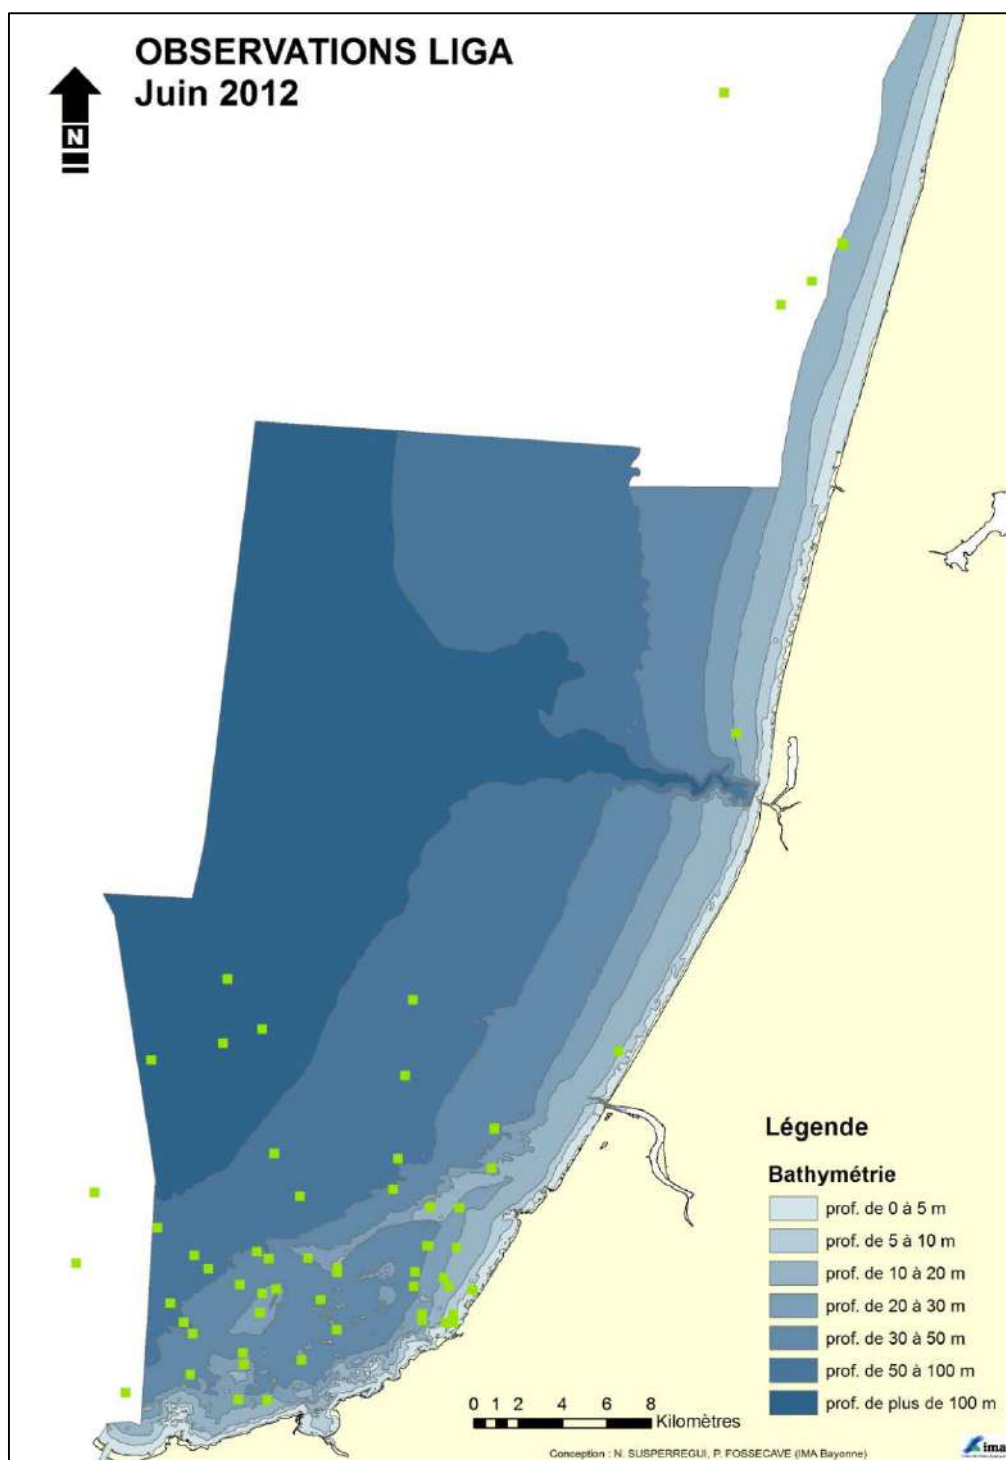 OBSERVATIONS LIGA
Juin 2012
N
Légende
Bathymétrie
prof. de 0 à 5 m
prof. de 5 à 10 m
prof. de 10 à 20 m
prof. de 20 à 30 m
prof. de 30 à 50 m
prof. de 50 à 100 m
prof. de plus de 100 m
0 1 2 4 6 8
Kilomètres
Conception : N. SUSPERREGUI, P. FOSSECAVE (IMA Bayonne)
ima